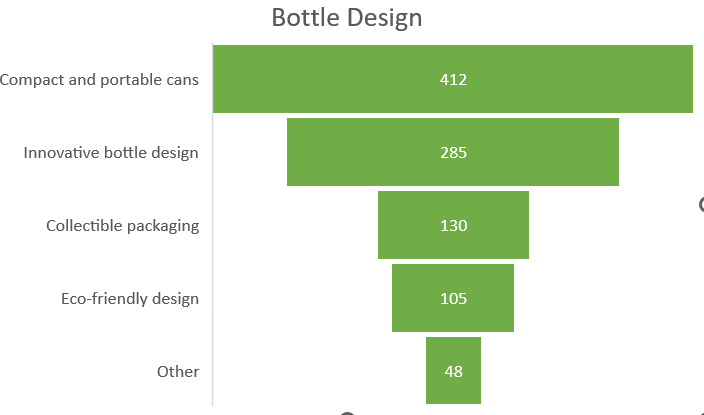 Bottle Design
Compact and portable cans 412
Innovative bottle design 285
Collectible packaging 130
Eco-friendly design 105
Other 48